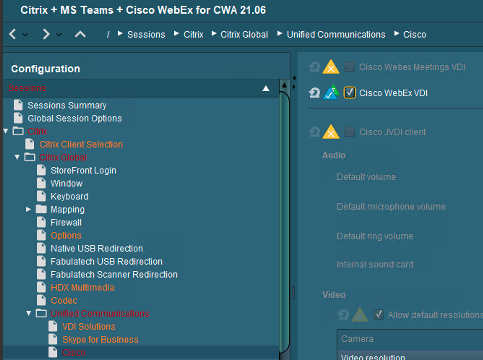 Citrix + MS Teams + Cisco WebEx for CWA 21.06
/ Sessions Citrix Citrix Global Unified Communications Cisco
Configuration
Sessions
Sessions Summary
Global Session Options
Citrix
Citrix Client Selection
Citrix Global
StoreFront Login
Window
Keyboard
Mapping
Firewall
Options
Native USB Redirection
Fabulatech USB Redirection
Fabulatech Scanner Redirection
HDX Multimedia
Codec
Unified Communications
VDI Solutions
Skype for Business
Cisco
Cisco Webex Meetings VDI
Cisco WebEx VDI
Cisco JVDI client
Audio
Default volume
Default microphone volume
Default ring volume
Internal sound card
Video
Allow default resolutions
Camera
Video resolution